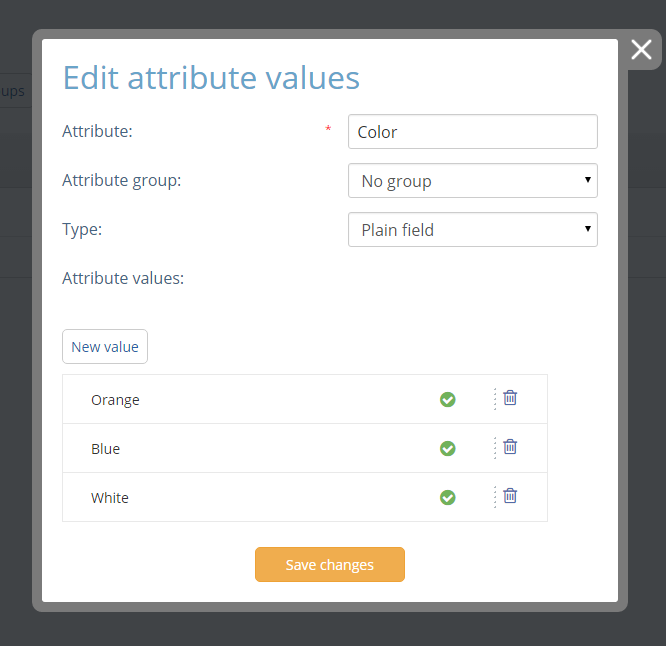 Edit attribute values
ups
Attribute: * Color
Attribute group: No group
Type: Plain field
Attribute values:
New value
Orange
Blue
White
Save changes